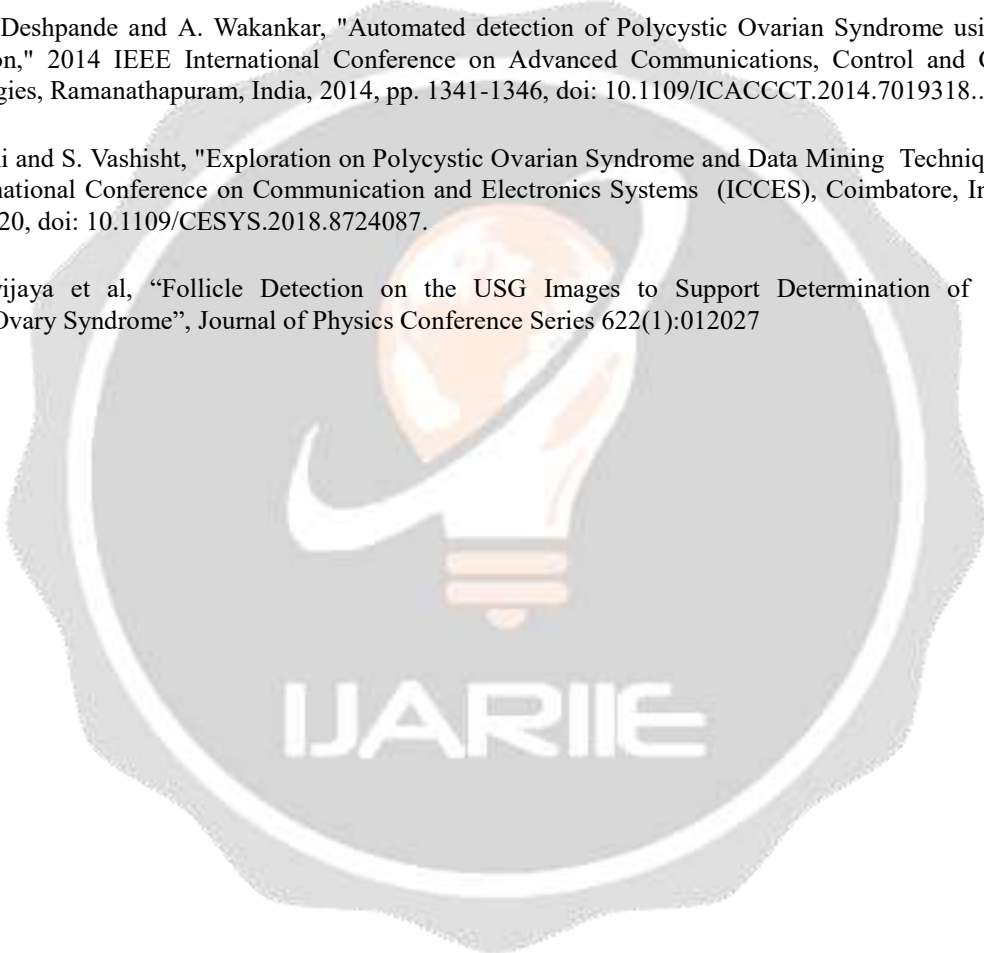 Deshpande and A. Wakankar, "Automated detection of Polycystic Ovarian Syndrome usi
on," 2014 IEEE International Conference on Advanced Communications, Control and C
gies, Ramanathapuram, India, 2014, pp. 1341-1346, doi: 10.1109/ICACCCT.2014.7019318..
i and S. Vashisht, "Exploration on Polycystic Ovarian Syndrome and Data Mining Techniq
national Conference on Communication and Electronics Systems (ICCES), Coimbatore, In
20, doi: 10.1109/CESYS.2018.8724087.
ijaya et al, “Follicle Detection on the USG Images to Support Determination of
Ovary Syndrome”, Journal of Physics Conference Series 622(1):012027
IJARIIE